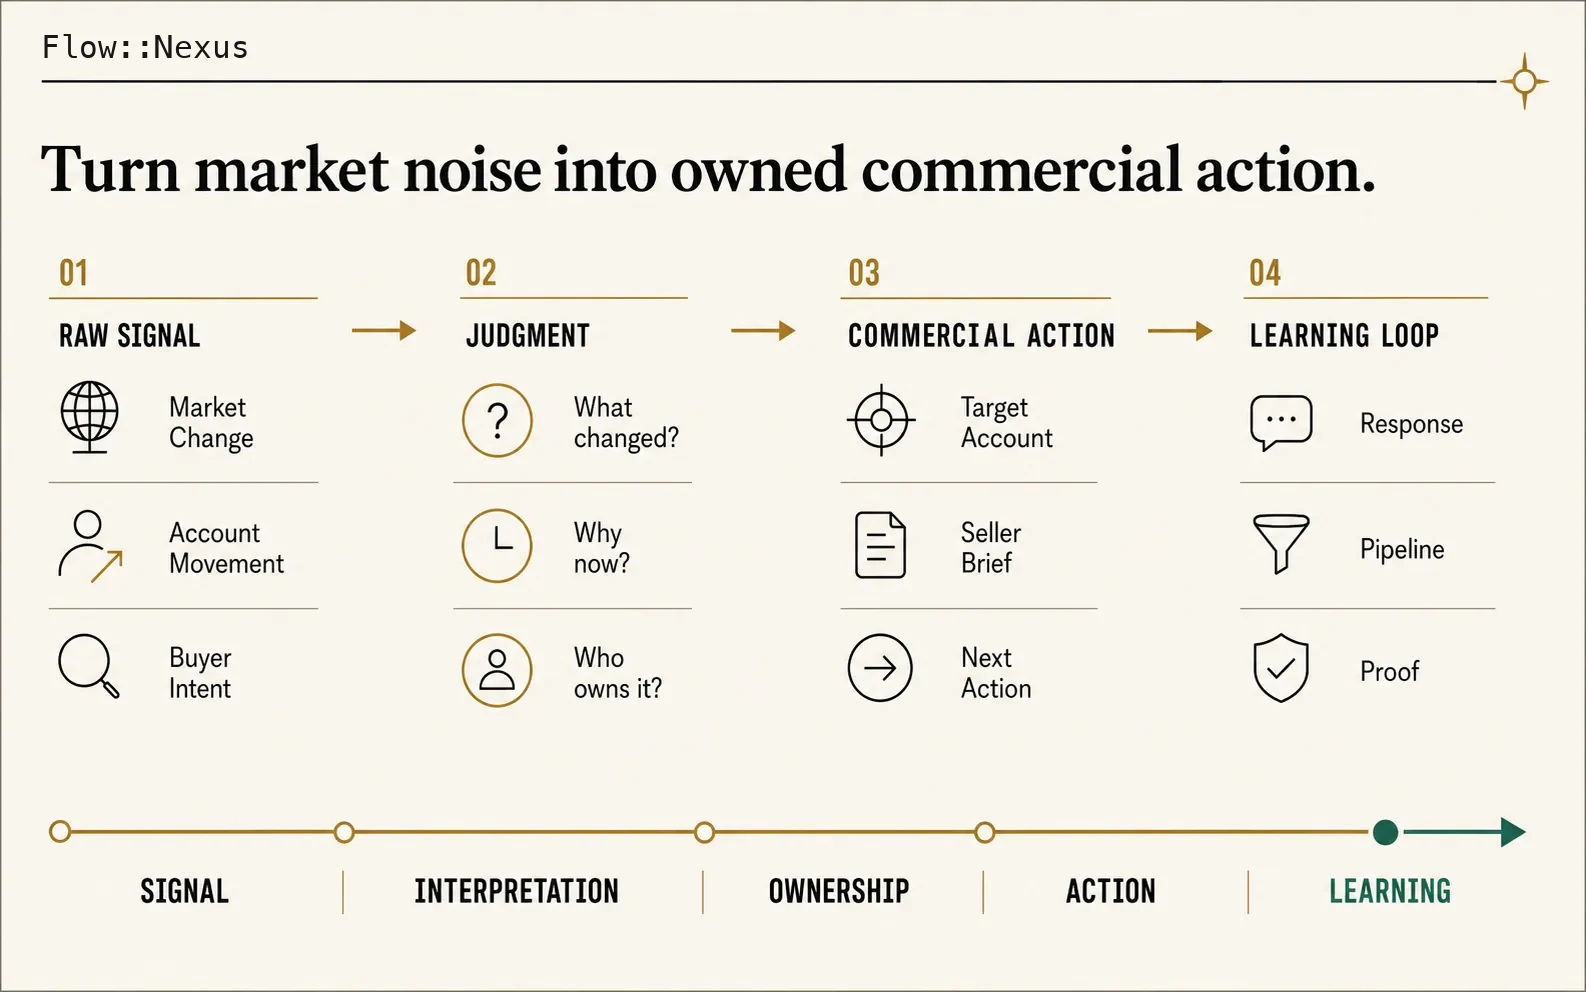 Flow::Nexus
Turn market noise into owned commercial action.
01
RAW SIGNAL
Market
Change
Account
Movement
Buyer
Intent
02
JUDGMENT
?
What
changed?
Why
now?
Who
owns it?
03
COMMERCIAL ACTION
Target
Account
Seller
Brief
Next
Action
04
LEARNING LOOP
Response
Pipeline
Proof
SIGNAL
INTERPRETATION
OWNERSHIP
ACTION
LEARNING